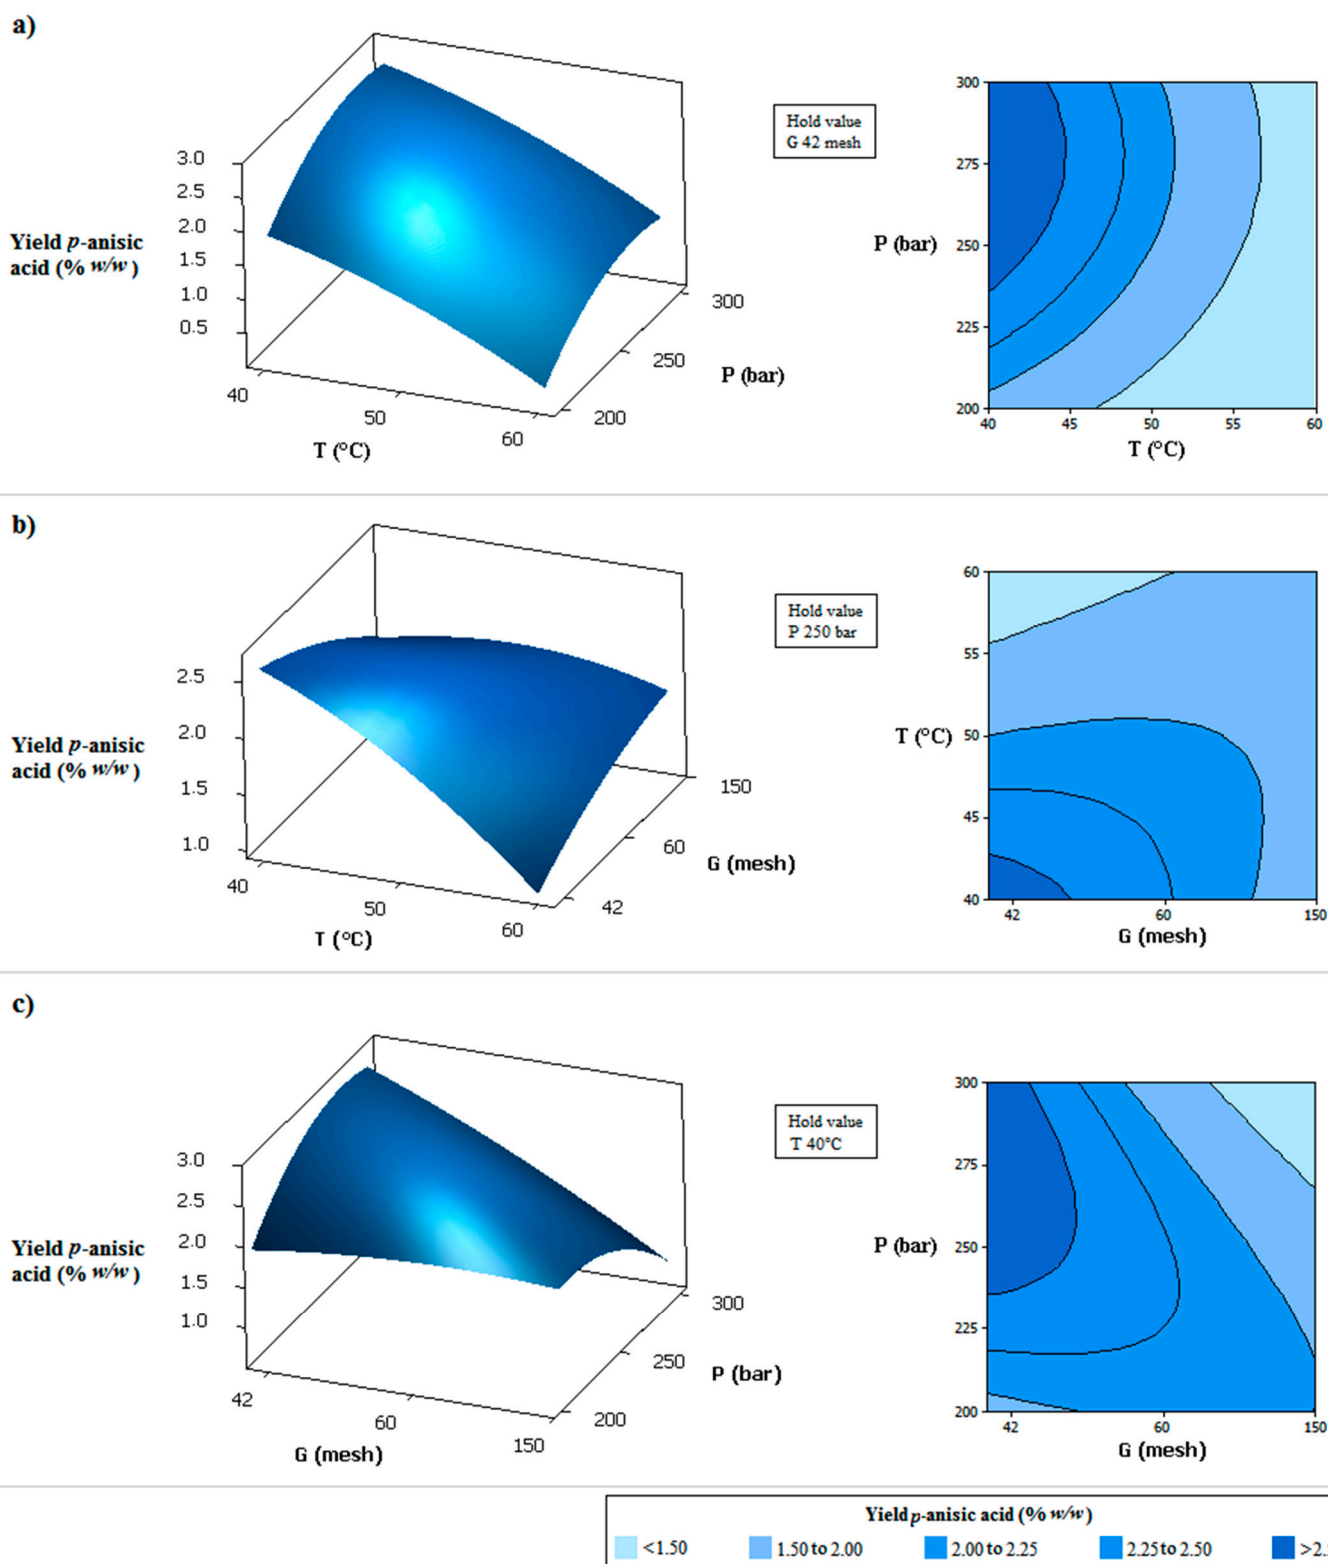 a)
3.0
2.5
2.0
1.5
1.0
0.5
Yield p-anisic
acid (% w/w)
40
50
60
T (°C)
200
250
300
P (bar)
Hold value
G 42 mesh
300
275
250
225
200
P (bar)
40 45 50 55 60
T (°C)
b)
2.5
2.0
1.5
1.0
Yield p-anisic
acid (% w/w)
40
50
60
T (°C)
42
60
150
G (mesh)
Hold value
P 250 bar
60
55
50
45
40
T (°C)
42 60 150
G (mesh)
c)
3.0
2.5
2.0
1.5
1.0
Yield p-anisic
acid (% w/w)
42
60
150
G (mesh)
200
250
300
P (bar)
Hold value
T 40°C
300
275
250
225
200
P (bar)
42 60 150
G (mesh)
Yield p-anisic acid (% w/w)
<1.50 1.50 to 2.00 2.00 to 2.25 2.25 to 2.50